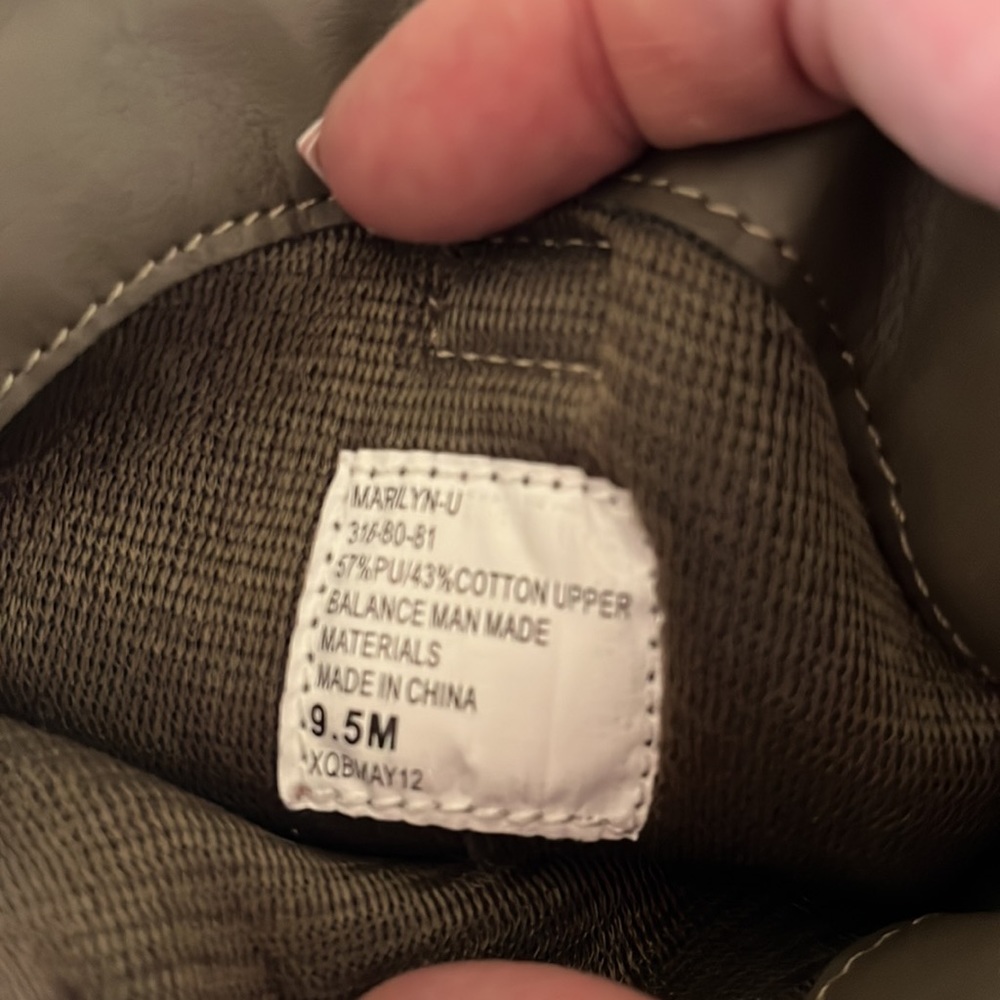 MARILYN-U
316-80-81
57%PU/43%COTTON UPPER
BALANCE MAN MADE
MATERIALS
MADE IN CHINA
9.5M
XQBMAY12